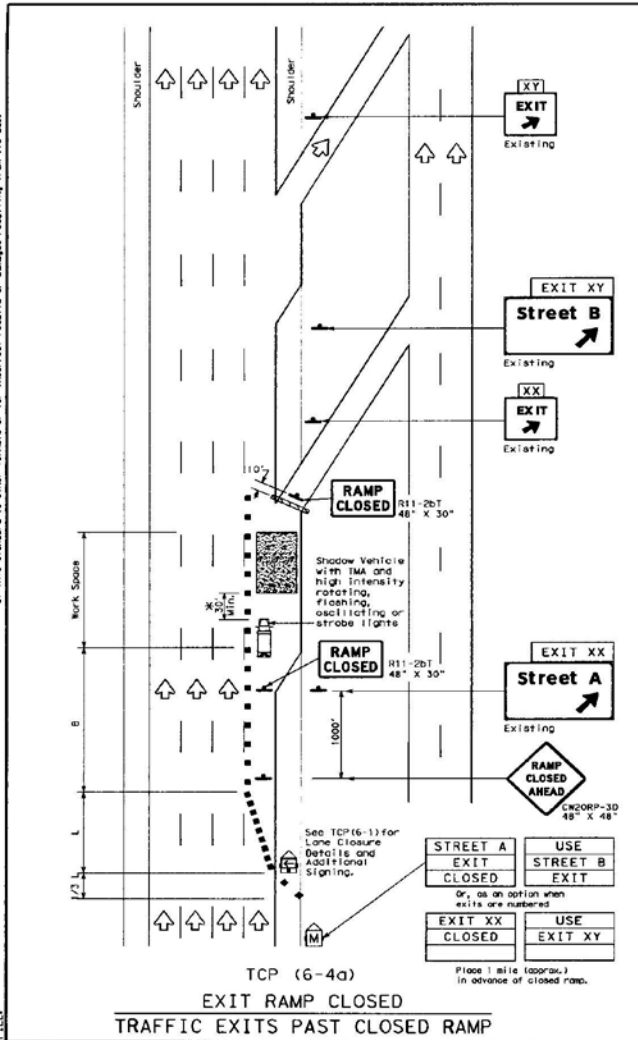 Shoulder
Shoulder
XY
EXIT
Existing
EXIT XY
Street B
Existing
XX
EXIT
Existing
10'
RAMP
CLOSED
R11-2bT
48" X 30"
Work Space
30'
Min.
Shadow Vehicle
with TMA and
high intensity
rotating,
flashing,
oscillating or
strobe lights
RAMP
CLOSED
R11-2bT
48" X 30"
EXIT XX
Street A
Existing
B
1000'
RAMP
CLOSED
AHEAD
CW20RP-3D
48" X 48"
L
See TCP(6-1)for
Lane Closure
Details and
Additional
Signing.
1/3 L
M
STREET A
EXIT
CLOSED
USE
STREET B
EXIT
Or, as an option when
exits are numbered
EXIT XX
CLOSED
USE
EXIT XY
Place 1 mile (approx.)
in advance of closed ramp.
TCP (6-4a)
EXIT RAMP CLOSED
TRAFFIC EXITS PAST CLOSED RAMP